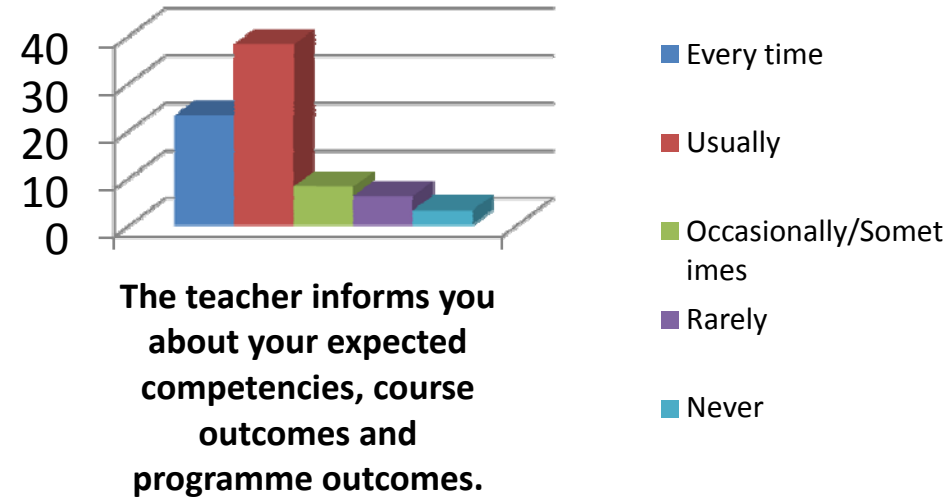 40
30
20
10
0
The teacher informs you
about your expected
competencies, course
outcomes and
programme outcomes.
Every time
Usually
Occasionally/Somet
imes
Rarely
Never